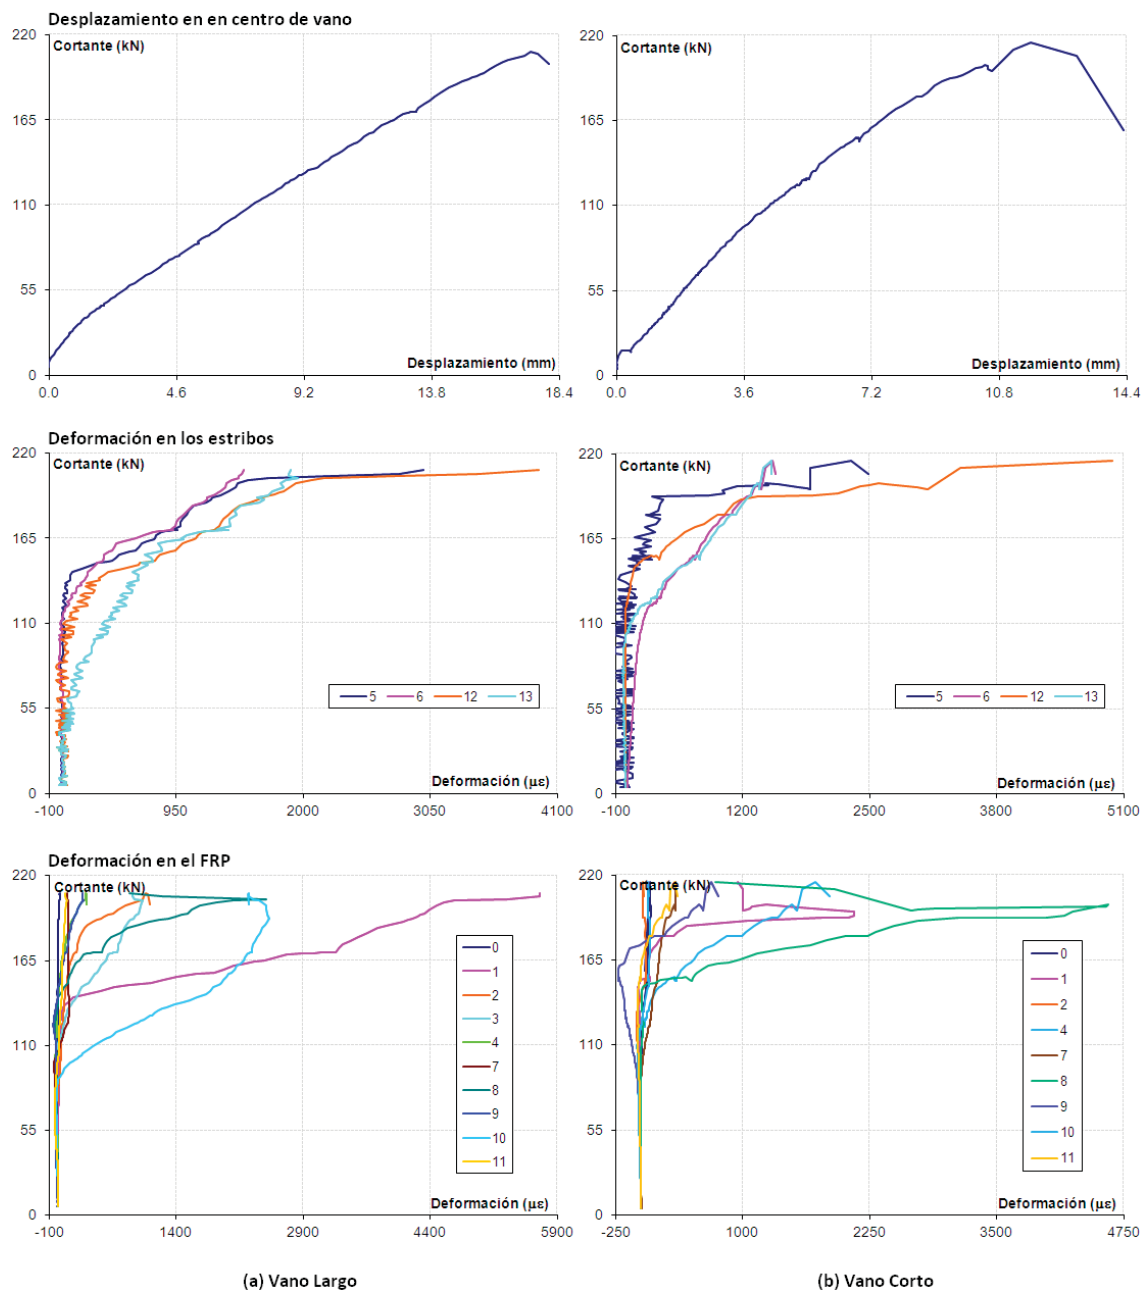 Desplazamiento en en centro de vano
220
Cortante (kN)
165
110
55
0
Desplazamiento (mm)
0.0 4.6 9.2 13.8 18.4
220
Cortante (kN)
165
110
55
0
Desplazamiento (mm)
0.0 3.6 7.2 10.8 14.4
Deformación en los estribos
220
Cortante (kN)
165
110
55
0
5 6 12 13
Deformación (µε)
-100 950 2000 3050 4100
220
Cortante (kN)
165
110
55
0
5 6 12 13
Deformación (µε)
-100 1200 2500 3800 5100
Deformación en el FRP
220
Cortante (kN)
165
110
55
0
0
1
2
3
4
7
8
9
10
11
Deformación (µε)
-100 1400 2900 4400 5900
220
Cortante (kN)
165
110
55
0
0
1
2
4
7
8
9
10
11
Deformación (µε)
-250 1000 2250 3500 4750
(a) Vano Largo
(b) Vano Corto